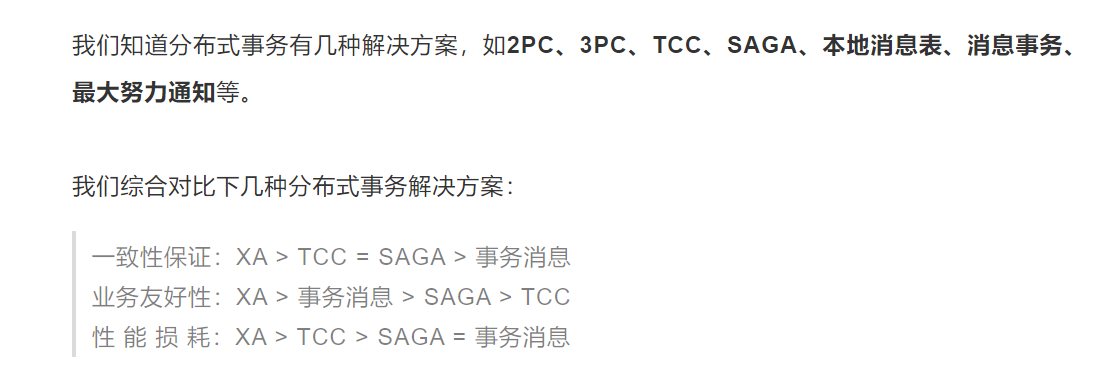 我们知道分布式事务有几种解决方案，如2PC、3PC、TCC、SAGA、本地消息表、消息事务、
最大努力通知等。
我们综合对比下几种分布式事务解决方案：
一致性保证：XA > TCC = SAGA > 事务消息
业务友好性：XA > 事务消息 > SAGA > TCC
性 能 损 耗：XA > TCC > SAGA = 事务消息